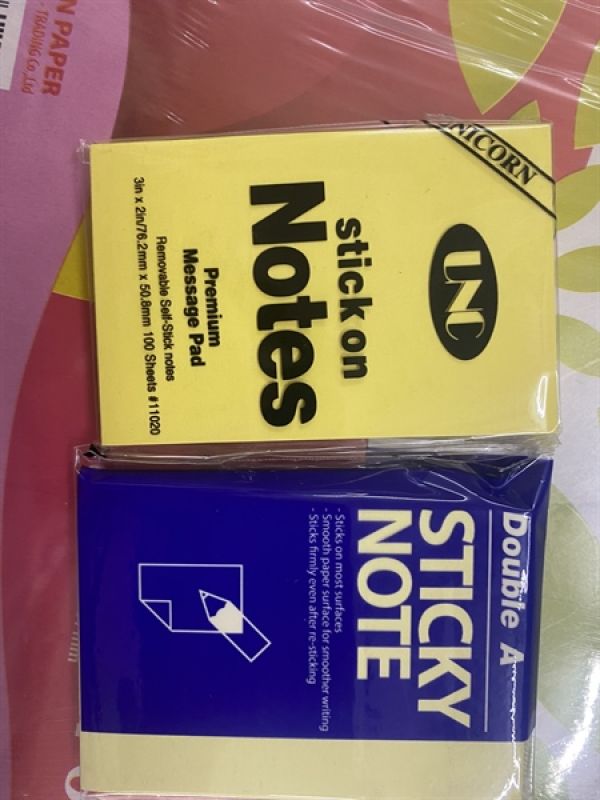 N PAPER
- TRADING Co.,Ltd
UNICORN
UNC
stick on
Notes
Premium
Message Pad
Removable Self-Stick notes
3in x 2in/76.2mm x 50.8mm 100 Sheets #11020
Double A
STICKY
NOTE
- Sticks on most surfaces
- Smooth paper surface for smoother writing
- Sticks firmly even after re-sticking